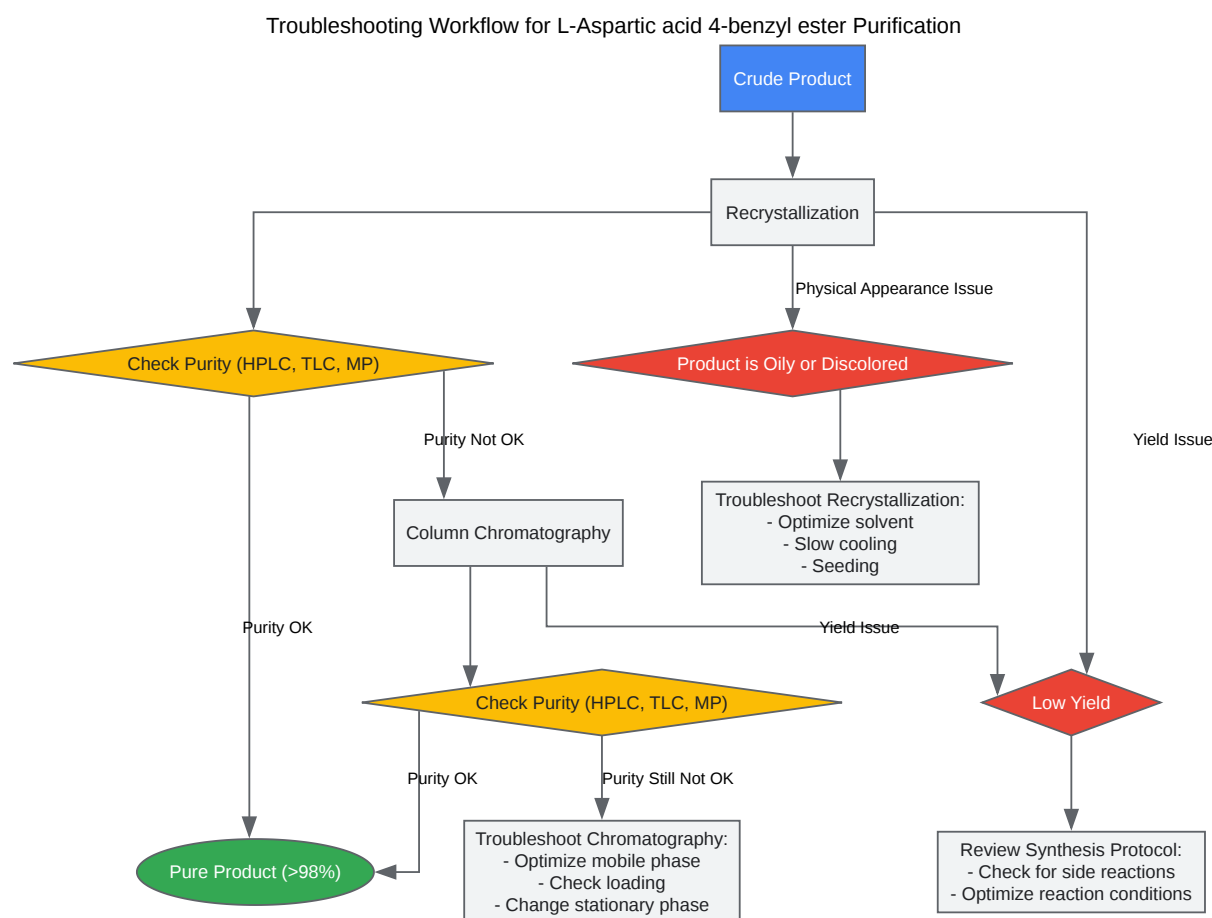 Troubleshooting Workflow for L-Aspartic acid 4-benzyl ester Purification
Crude Product
Recrystallization
Physical Appearance Issue
Check Purity (HPLC, TLC, MP)
Product is Oily or Discolored
Purity Not OK
Yield Issue
Troubleshoot Recrystallization:
- Optimize solvent
- Slow cooling
- Seeding
Column Chromatography
Purity OK
Yield Issue
Check Purity (HPLC, TLC, MP)
Low Yield
Purity OK
Purity Still Not OK
Troubleshoot Chromatography:
- Optimize mobile phase
- Check loading
- Change stationary phase
Pure Product (>98%)
Review Synthesis Protocol:
- Check for side reactions
- Optimize reaction conditions